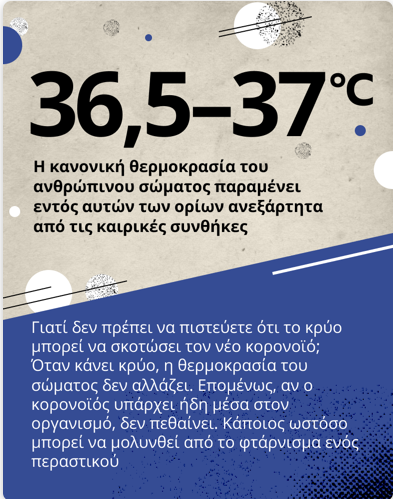 36,5–37°C
Η κανονική θερμοκρασία του
ανθρώπινου σώματος παραμένει
εντός αυτών των ορίων ανεξάρτητα
από τις καιρικές συνθήκες
Γιατί δεν πρέπει να πιστεύετε ότι το κρύο
μπορεί να σκοτώσει τον νέο κορονοϊό;
Όταν κάνει κρύο, η θερμοκρασία του
σώματος δεν αλλάζει. Επομένως, αν ο
κορονοϊός υπάρχει ήδη μέσα στον
οργανισμό, δεν πεθαίνει. Κάποιος ωστόσο
μπορεί να μολυνθεί από το φτάρνισμα ενός
περαστικού